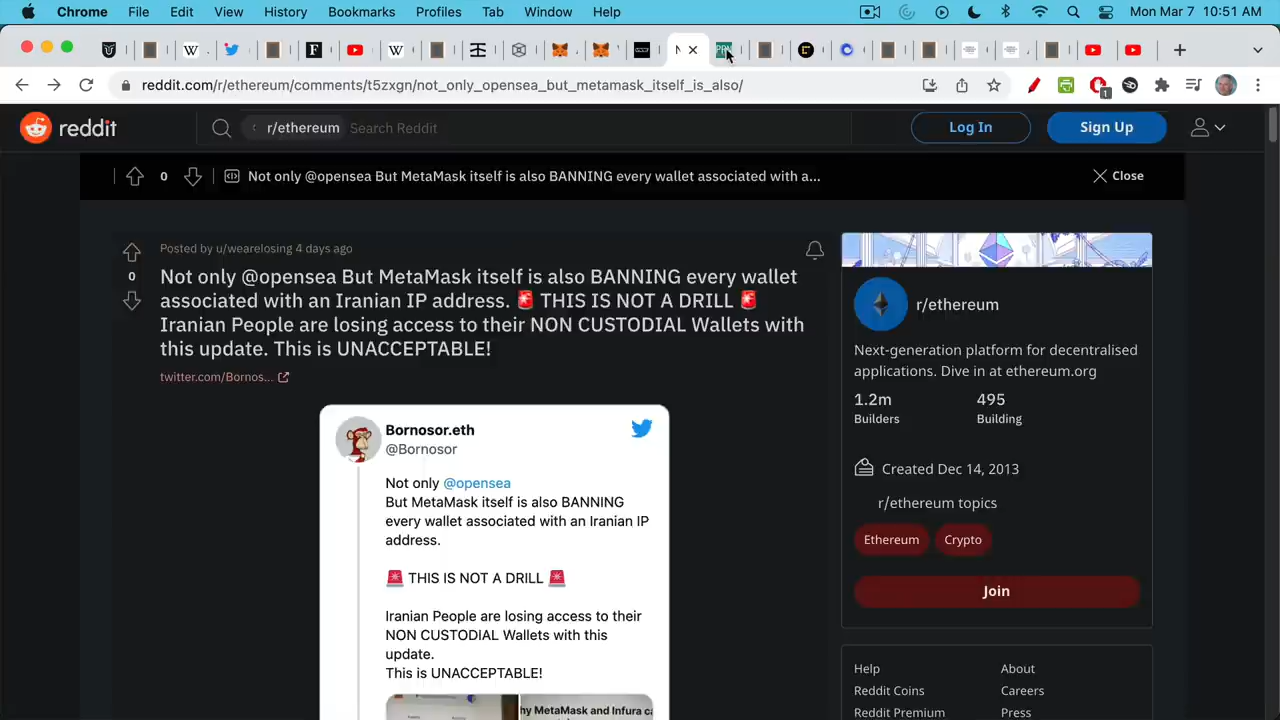 Chrome File Edit View History Bookmarks Profiles Tab Window Help Mon Mar 7 10:51 AM
reddit.com/r/ethereum/comments/t5zxgn/not_only_opensea_but_metamask_itself_is_also/
1
reddit r/ethereum Search Reddit Log In Sign Up
0 Not only @opensea But MetaMask itself is also BANNING every wallet associated with a... Close
Posted by u/wearelosing 4 days ago
0
Not only @opensea But MetaMask itself is also BANNING every wallet
associated with an Iranian IP address. 🚨 THIS IS NOT A DRILL 🚨
Iranian People are losing access to their NON CUSTODIAL Wallets with
this update. This is UNACCEPTABLE!
twitter.com/Bornos...
Bornosor.eth
@Bornosor
Not only @opensea
But MetaMask itself is also BANNING
every wallet associated with an Iranian IP
address.
🚨 THIS IS NOT A DRILL 🚨
Iranian People are losing access to their
NON CUSTODIAL Wallets with this
update.
This is UNACCEPTABLE!
hy MetaMask and Infura ca
r/ethereum
Next-generation platform for decentralised
applications. Dive in at ethereum.org
1.2m 495
Builders Building
Created Dec 14, 2013
r/ethereum topics
Ethereum Crypto
Join
Help About
Reddit Coins Careers
Reddit Premium Press